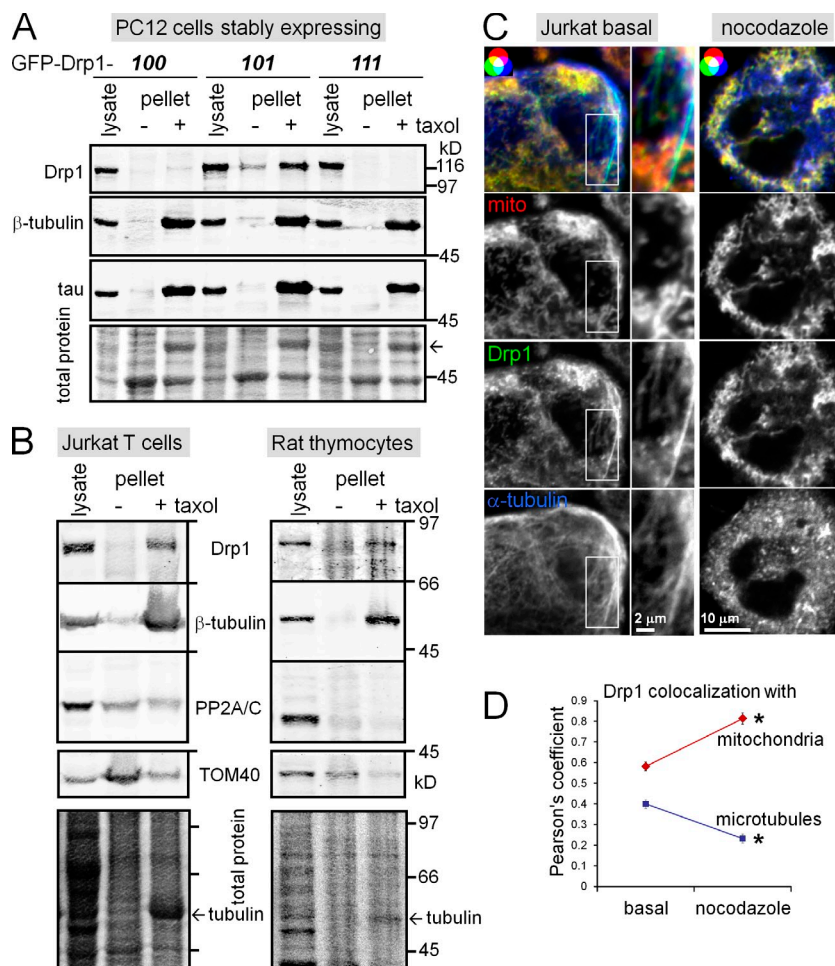 A
PC12 cells stably expressing
GFP-Drp1- 100 101 111
lysate pellet lysate pellet lysate pellet
- + - + - + taxol
kD
Drp1
116
97
β-tubulin
45
tau
45
total protein
←
45
B
Jurkat T cells
Rat thymocytes
lysate pellet - + taxol
lysate pellet - + taxol
97
Drp1
66
β-tubulin
45
PP2A/C
45
TOM40
kD
total protein
97
66
←tubulin
←tubulin
45
C
Jurkat basal
nocodazole
mito
Drp1
α-tubulin
2 μm
10 μm
D
Drp1 colocalization with
Pearson's coefficient
0.9
0.8
0.7
0.6
0.5
0.4
0.3
0.2
0.1
0
*
mitochondria
microtubules
*
basal
nocodazole